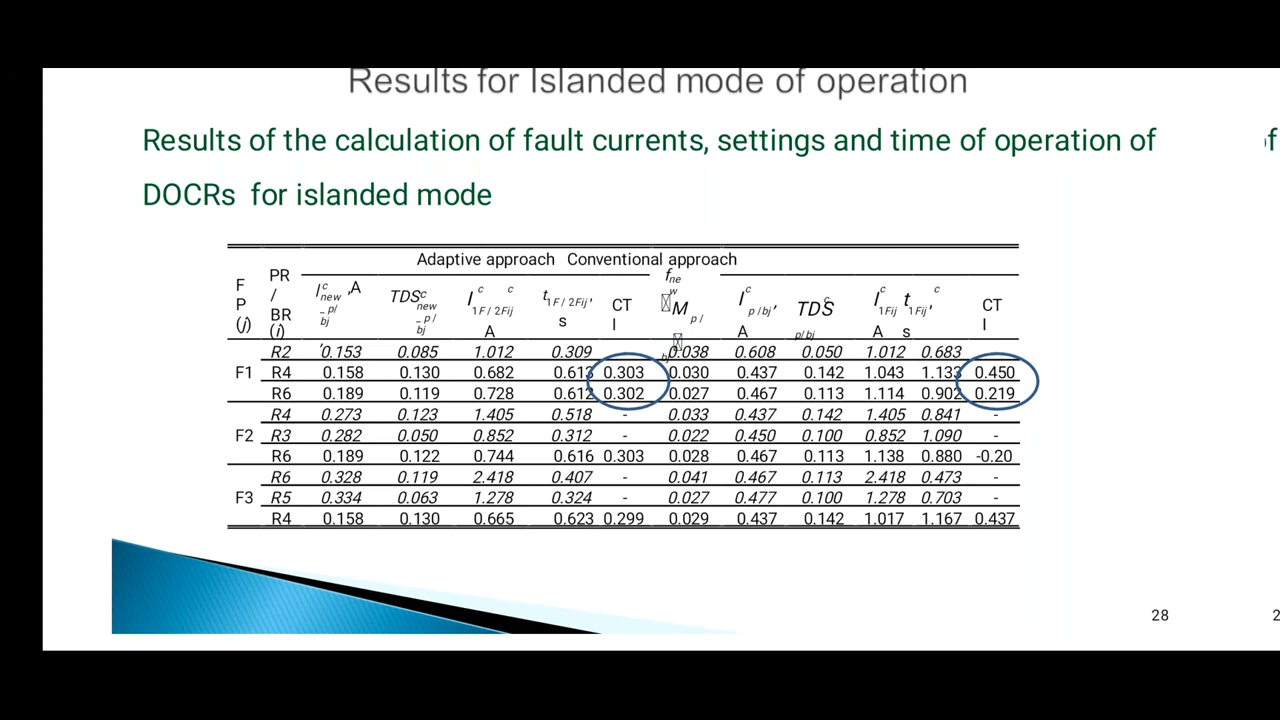 Results for Islanded mode of operation
Results of the calculation of fault currents, settings and time of operation of
of
DOCRs for islanded mode
Adaptive approach Conventional approach
F P (j) PR / BR (i) I c new _ p/ bj ,A TDS c new _ p / bj I c c 1F / 2Fij A t 1F / 2Fij, s CT I f ne w M p / bj I c p / bj, A TDS c p/ bj I c 1Fij A t c 1Fij, s CT I
R2 0.153 0.085 1.012 0.309 0.038 0.608 0.050 1.012 0.683
F1 R4 0.158 0.130 0.682 0.613 0.303 0.030 0.437 0.142 1.043 1.133 0.450
R6 0.189 0.119 0.728 0.612 0.302 0.027 0.467 0.113 1.114 0.902 0.219
R4 0.273 0.123 1.405 0.518 - 0.033 0.437 0.142 1.405 0.841 -
F2 R3 0.282 0.050 0.852 0.312 - 0.022 0.450 0.100 0.852 1.090 -
R6 0.189 0.122 0.744 0.616 0.303 0.028 0.467 0.113 1.138 0.880 -0.20
R6 0.328 0.119 2.418 0.407 - 0.041 0.467 0.113 2.418 0.473 -
F3 R5 0.334 0.063 1.278 0.324 - 0.027 0.477 0.100 1.278 0.703 -
R4 0.158 0.130 0.665 0.623 0.299 0.029 0.437 0.142 1.017 1.167 0.437
28
2